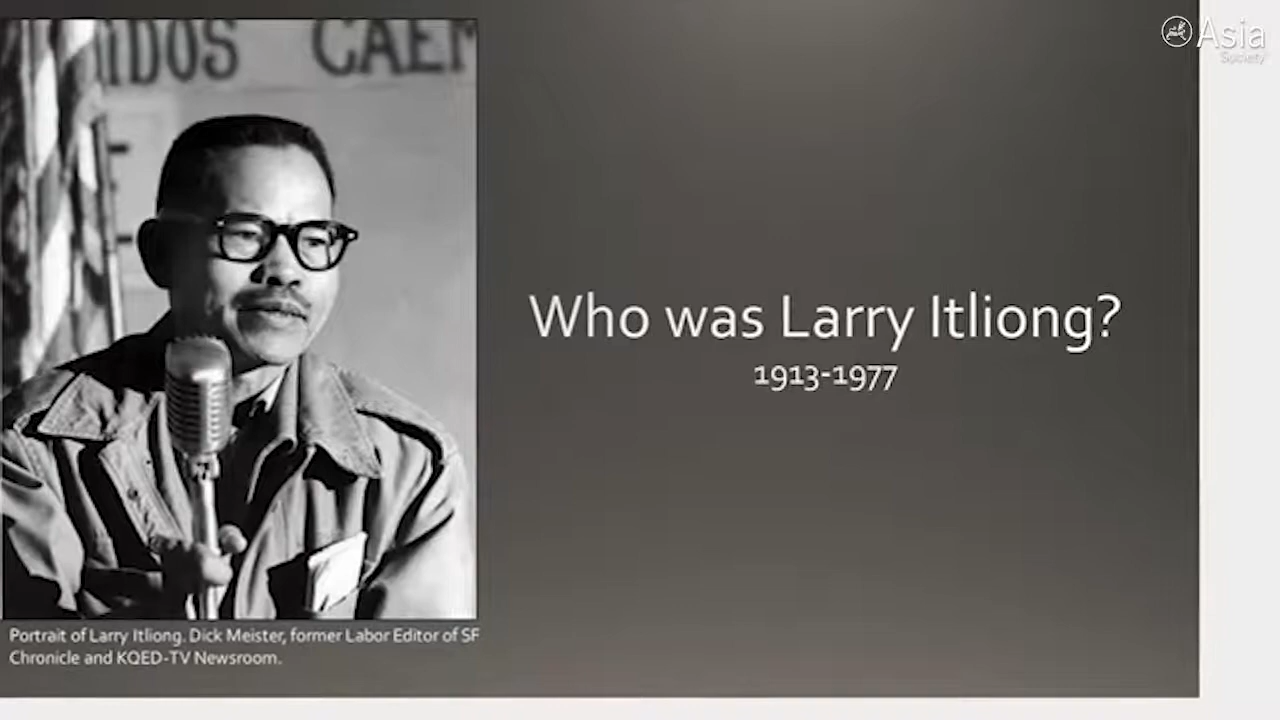 IDOS CAEM
Asia
Society
Who was Larry Itliong?
1913-1977
Portrait of Larry Itliong. Dick Meister, former Labor Editor of SF
Chronicle and KQED-TV Newsroom.